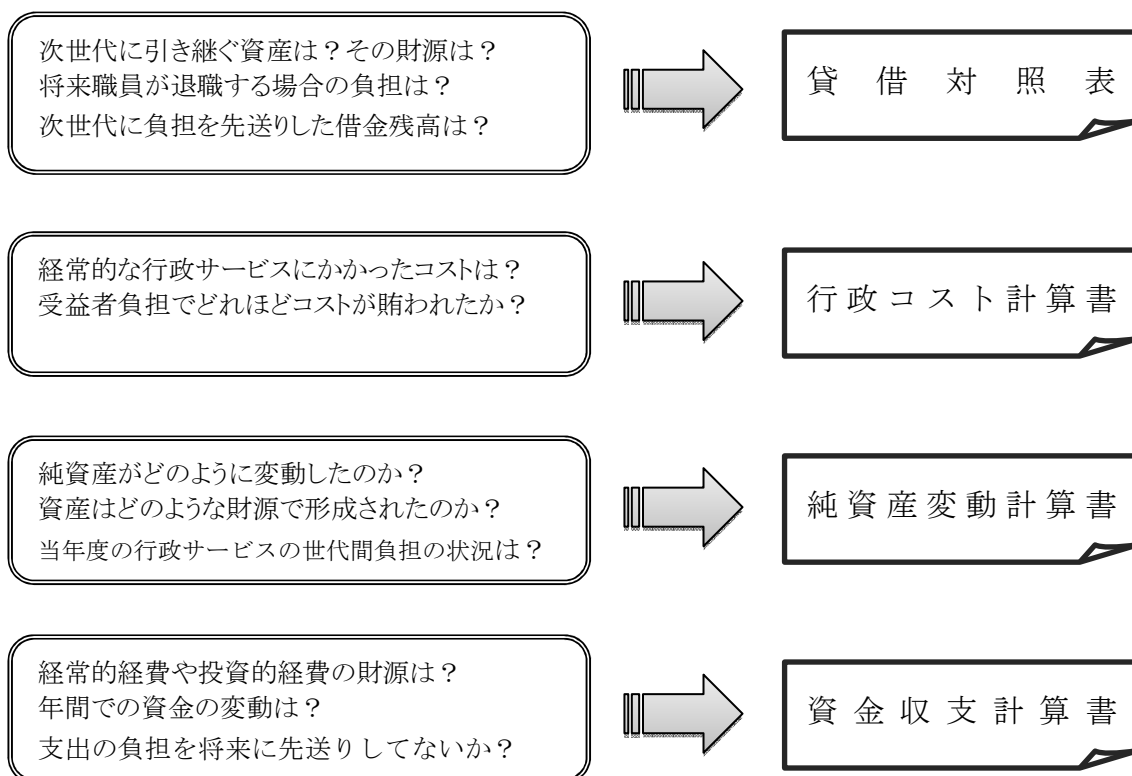 次世代に引き継ぐ資産は？その財源は？
将来職員が退職する場合の負担は？
次世代に負担を先送りした借金残高は？
貸借対照表
経常的な行政サービスにかかったコストは？
受益者負担でどれほどコストが賄われたか？
行政コスト計算書
純資産がどのように変動したのか？
資産はどのような財源で形成されたのか？
当年度の行政サービスの世代間負担の状況は？
純資産変動計算書
経常的経費や投資的経費の財源は？
年間での資金の変動は？
支出の負担を将来に先送りしてないか？
資金収支計算書